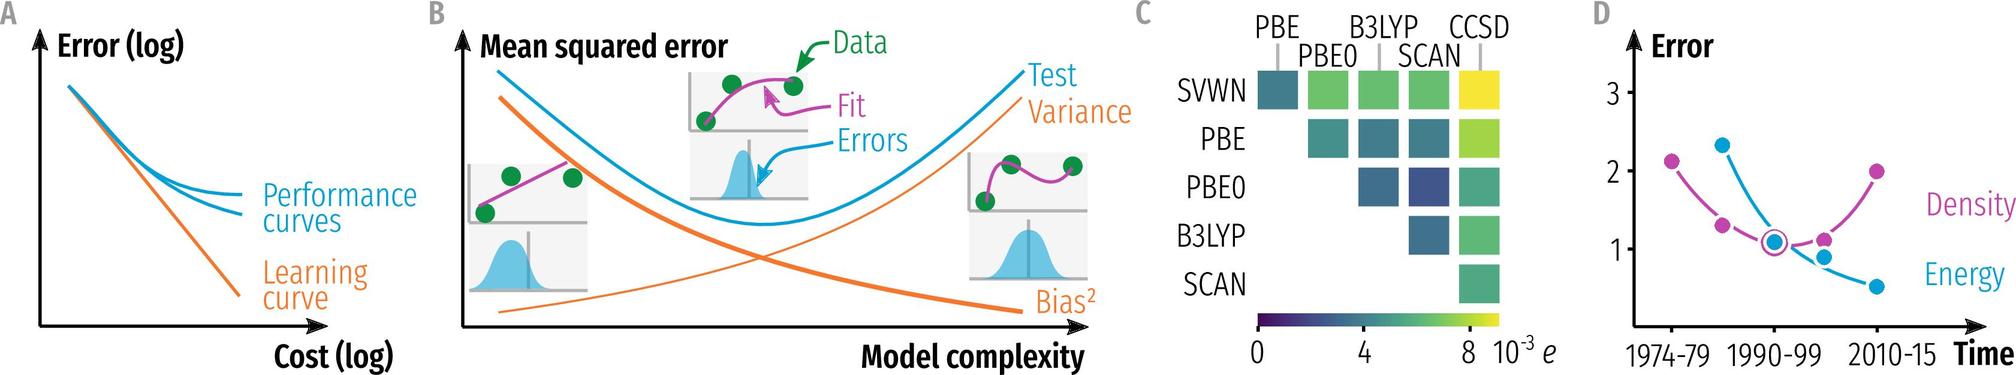 A
Error (log)
Performance
curves
Learning
curve
Cost (log)
B
Mean squared error
Data
Fit
Errors
Test
Variance
Bias²
Model complexity
C
PBE B3LYP CCSD
PBE0 SCAN
SVWN
PBE
PBE0
B3LYP
SCAN
0 4 8 10⁻³ e
D
Error
3
2
1
Density
Energy
1974-79 1990-99 2010-15 Time